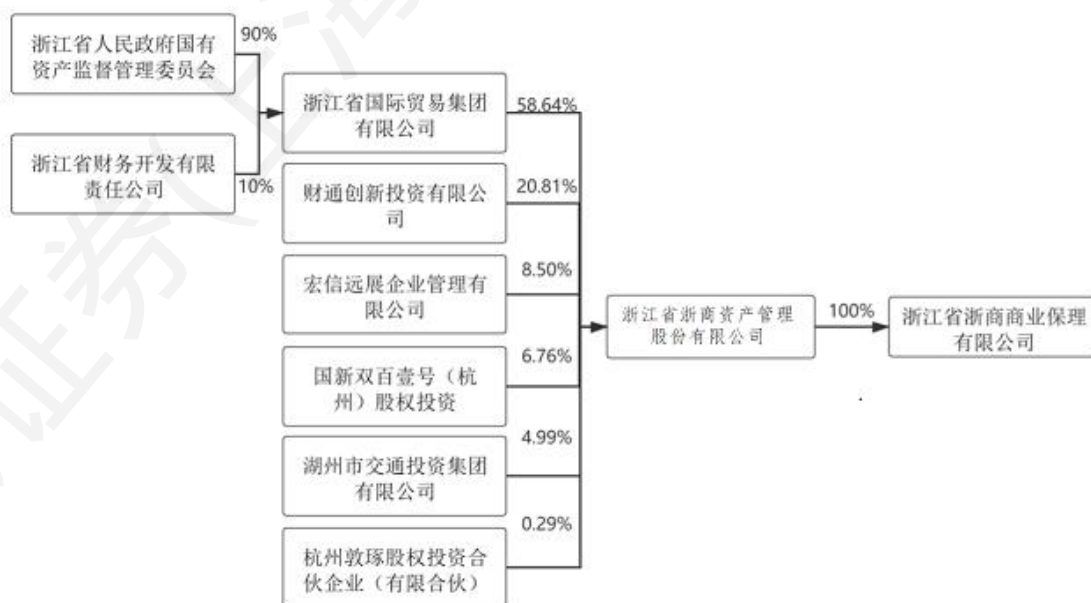 浙江省人民政府国有
资产监督管理委员会
90%
浙江省财务开发有限
责任公司
10%
浙江省国际贸易集团
有限公司
58.64%
财通创新投资有限公
司
20.81%
宏信远展企业管理有
限公司
8.50%
国新双百壹号（杭
州）股权投资
6.76%
湖州市交通投资集团
有限公司
4.99%
杭州敦琢股权投资合
伙企业（有限合伙）
0.29%
浙江省浙商资产管理
股份有限公司
100%
浙江省浙商商业保理
有限公司